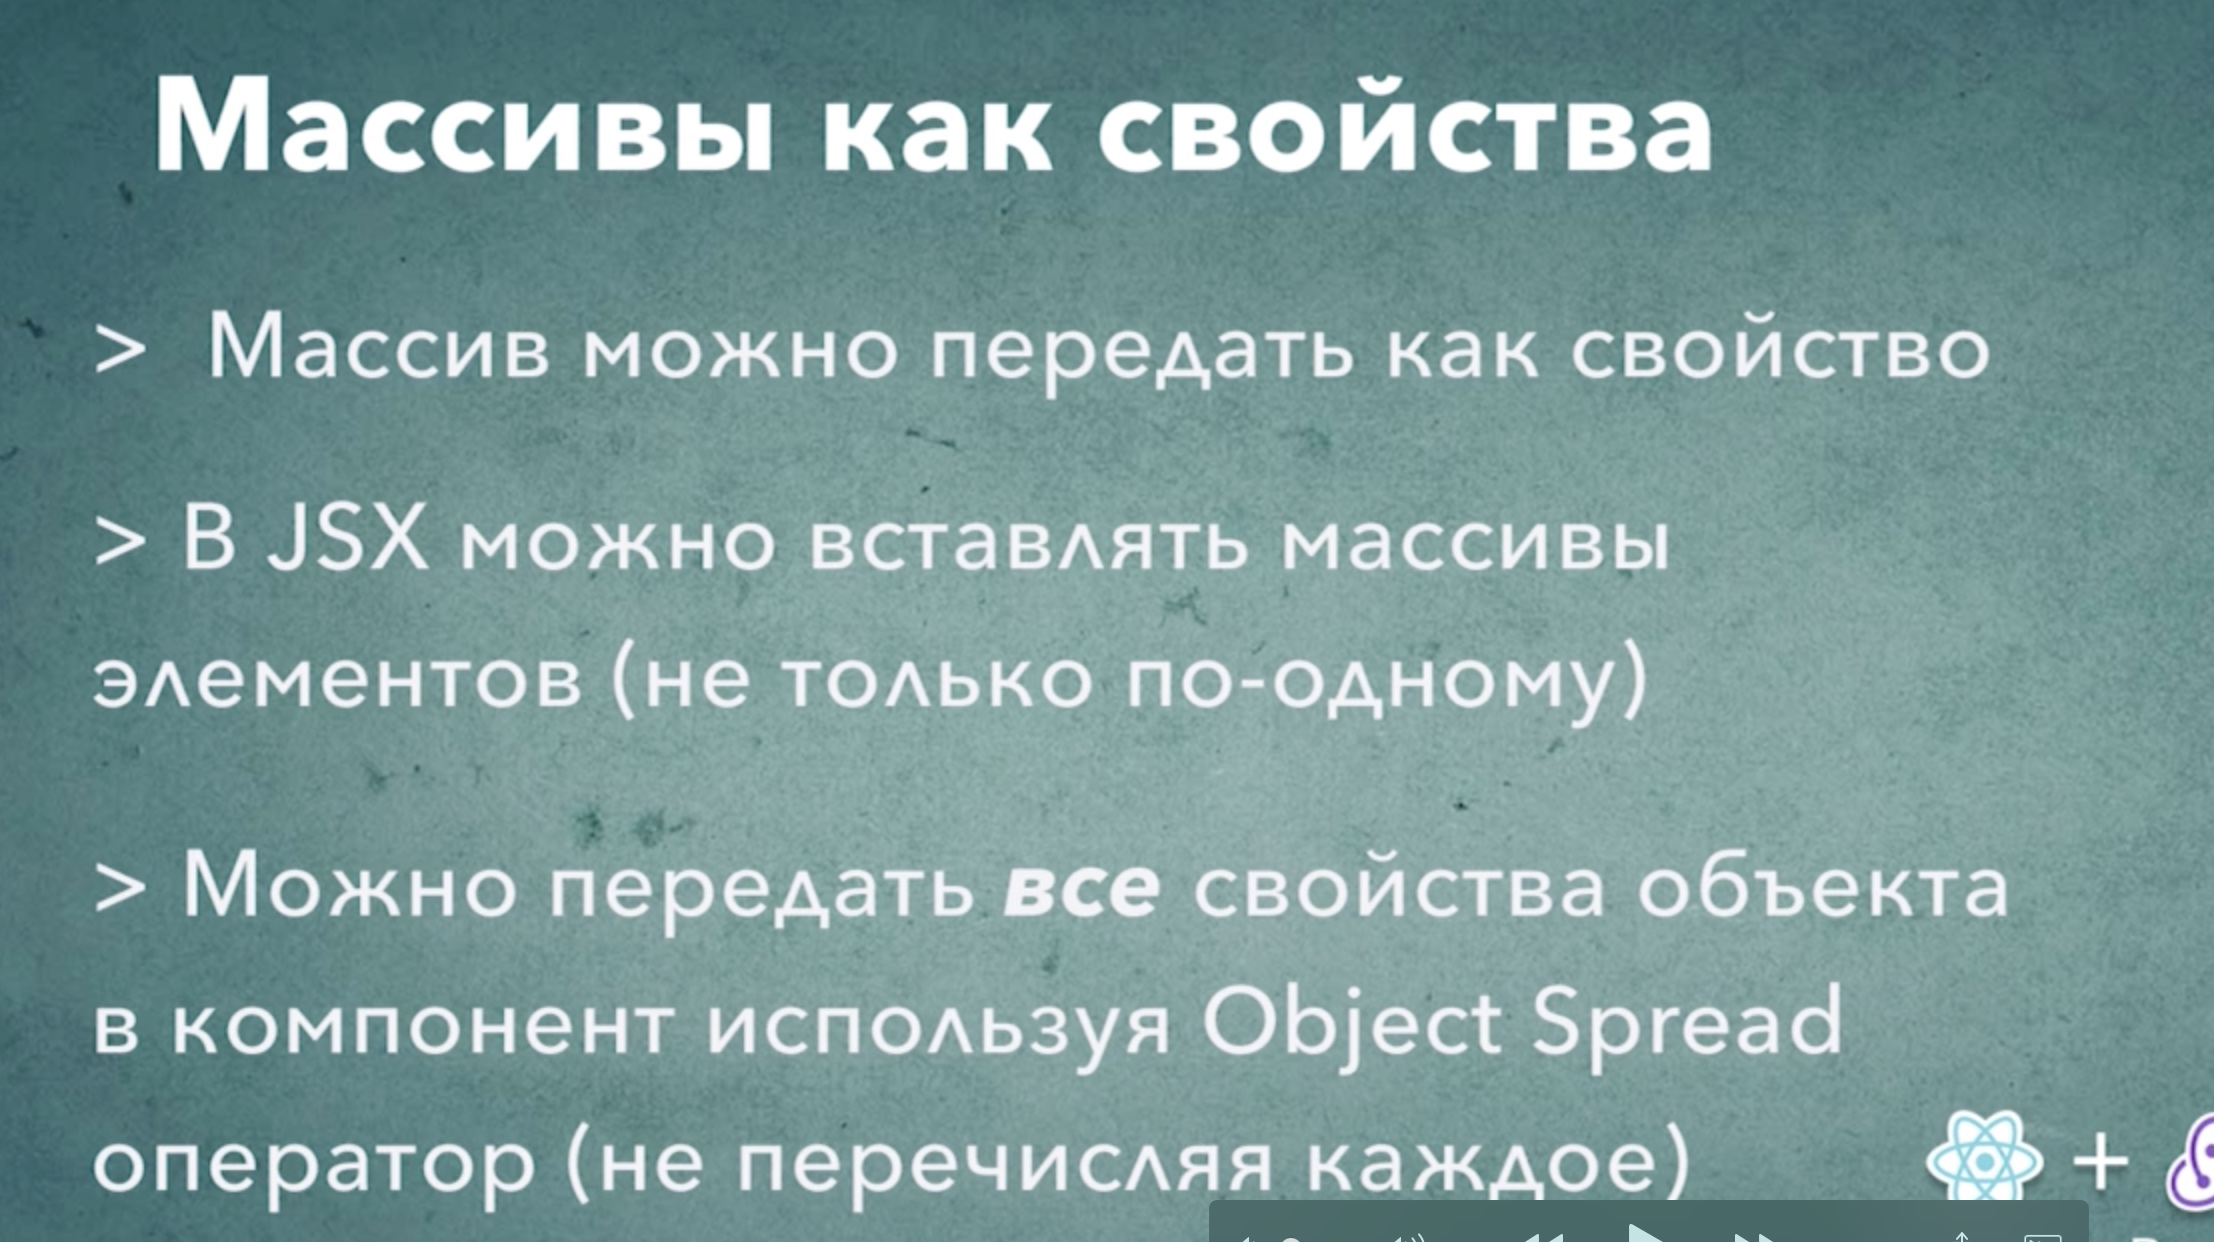 Массивы как свойства
> Массив можно передать как свойство
> В JSX можно вставлять массивы
элементов (не только по-одному)
> Можно передать все свойства объекта
в компонент используя Object Spread
оператор (не перечисляя каждое)
+